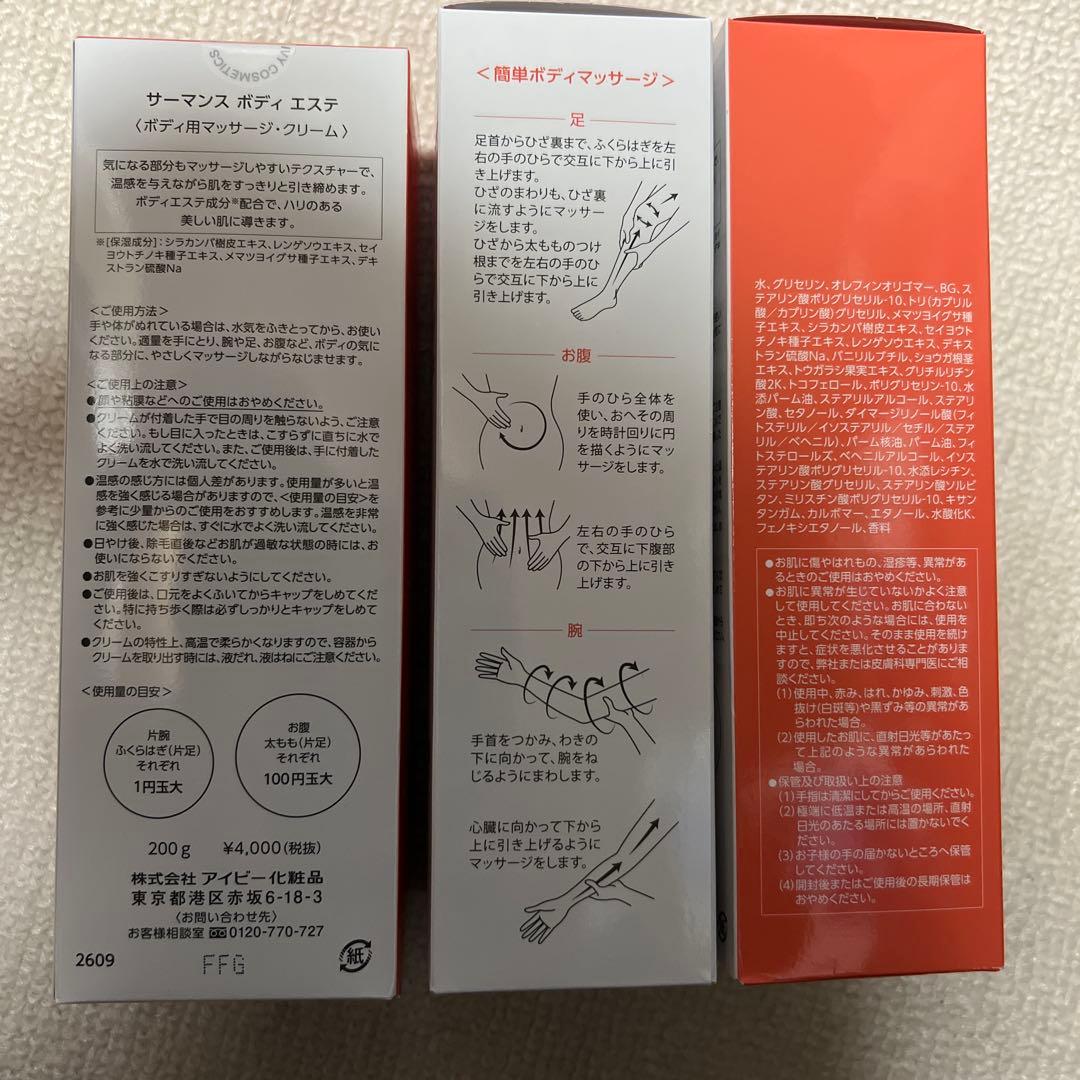 IVY COSMETICS
サーマンス ボディ エステ
〈ボディ用マッサージ・クリーム〉
気になる部分もマッサージしやすいテクスチャーで、
温感を与えながら肌をすっきりと引き締めます。
ボディエステ成分※配合で、ハリのある
美しい肌に導きます。
※[保湿成分]:シラカンバ樹皮エキス、レンゲソウエキス、セイ
ヨウトチノキ種子エキス、メマツヨイグサ種子エキス、デキ
ストラン硫酸Na
<ご使用方法>
手や体がぬれている場合は、水気をふきとってから、お使い
ください。適量を手にとり、腕や足、お腹など、ボディの気に
なる部分に、やさしくマッサージしながらなじませます。
<ご使用上の注意>
●顔や粘膜などへのご使用はおやめください。
●クリームが付着した手で目の周りを触らないよう、ご注意
ください。もし目に入ったときは、こすらずに直ちに水で
よく洗い流してください。また、ご使用後は、手に付着した
クリームを水で洗い流してください。
●温感の感じ方には個人差があります。使用量が多いと温
感を強く感じる場合がありますので、<使用量の目安>を
参考に少量からのご使用をおすすめします。温感を非常
に強く感じた場合は、すぐに水でよく洗い流してください。
●日やけ後、除毛直後などお肌が過敏な状態の時には、お
使いにならないでください。
●お肌を強くこすりすぎないようにしてください。
●ご使用後は、口元をよくふいてからキャップをしめてくだ
さい。特に持ち歩く際は必ずしっかりとキャップをしめて
ください。
●クリームの特性上、高温で柔らかくなりますので、容器から
クリームを取り出す時には、液だれ、液はねにご注意ください。
<使用量の目安>
片腕
ふくらはぎ(片足)
それぞれ
1円玉大
お腹
太もも(片足)
それぞれ
100円玉大
200g ¥4,000(税抜)
株式会社 アイビー化粧品
東京都港区赤坂6-18-3
〈お問い合わせ先〉
お客様相談室 0120-770-727
2609
FFG
紙
<簡単ボディマッサージ>
足
足首からひざ裏まで、ふくらはぎを左
右の手のひらで交互に下から上に引
き上げます。
ひざのまわりも、ひざ裏
に流すようにマッサー
ジをします。
ひざから太もものつけ
根までを左右の手のひ
らで交互に下から上に
引き上げます。
お腹
手のひら全体を
使い、おへその周
りを時計回りに円
を描くようにマッ
サージをします。
左右の手のひら
で、交互に下腹部
の下から上に引き
上げます。
腕
手首をつかみ、わきの
下に向かって、腕をね
じるようにまわします。
心臓に向かって下から
上に引き上げるように
マッサージをします。
水、グリセリン、オレフィンオリゴマー、BG、ス
テアリン酸ポリグリセリル-10、トリ(カプリル
酸/カプリン酸)グリセリル、メマツヨイグサ種
子エキス、シラカンバ樹皮エキス、セイヨウト
チノキ種子エキス、レンゲソウエキス、デキス
トラン硫酸Na、バニリルブチル、ショウガ根茎
エキス、トウガラシ果実エキス、グリチルリチン
酸2K、トコフェロール、ポリグリセリン-10、水
添パーム油、ステアリルアルコール、ステアリ
ン酸、セタノール、ダイマージリノール酸(フィ
トステリル/イソステアリル/セチル/ステア
リル/ベヘニル)、パーム核油、パーム油、フィ
トステロールズ、ベヘニルアルコール、イソス
テアリン酸ポリグリセリル-10、水添レシチン、
ステアリン酸グリセリル、ステアリン酸ソルビ
タン、ミリスチン酸ポリグリセリル-10、キサン
タンガム、カルボマー、エタノール、水酸化K、
フェノキシエタノール、香料
●お肌に傷やはれもの、湿疹等、異常があ
るときのご使用はおやめください。
●お肌に異常が生じていないかよく注意
して使用してください。お肌に合わない
とき、即ち次のような場合には、使用を
中止してください。そのまま使用を続け
ますと、症状を悪化させることがありま
すので、弊社または皮膚科専門医にご相
談ください。
(1)使用中、赤み、はれ、かゆみ、刺激、色
抜け(白斑等)や黒ずみ等の異常があ
らわれた場合。
(2)使用したお肌に、直射日光等があたっ
て上記のような異常があらわれた
場合。
●保管及び取扱い上の注意
(1)手指は清潔にしてからご使用ください。
(2)極端に低温または高温の場所、直射
日光のあたる場所には置かないでく
ださい。
(3)お子様の手の届かないところへ保管
してください。
(4)開封後またはご使用後の長期保管は
おやめください。